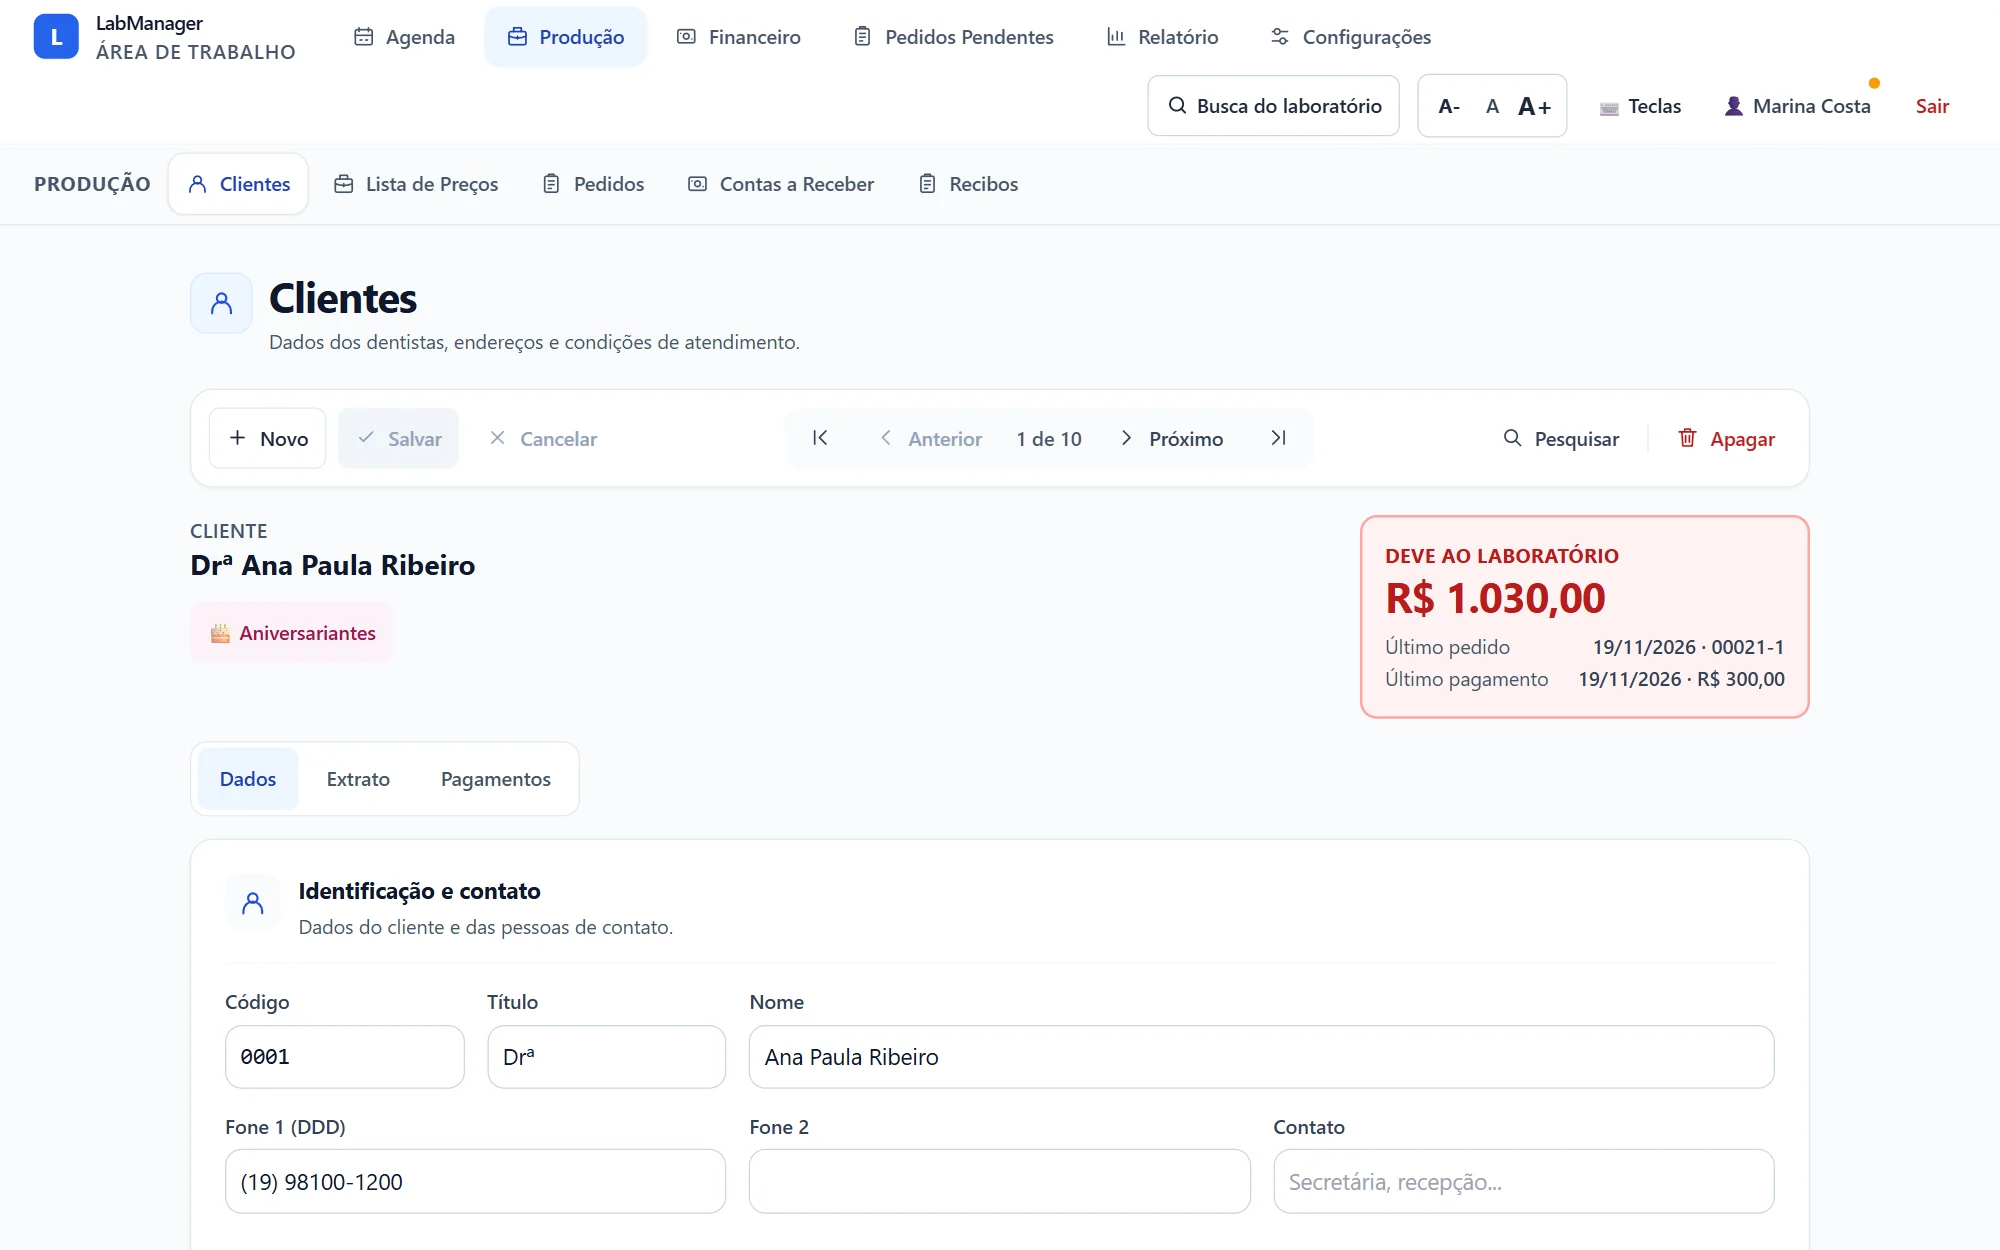 L
LabManager
ÁREA DE TRABALHO
Agenda
Produção
Financeiro
Pedidos Pendentes
Relatório
Configurações
Busca do laboratório
A-
A
A+
Teclas
Marina Costa
Sair
PRODUÇÃO
Clientes
Lista de Preços
Pedidos
Contas a Receber
Recibos
Clientes
Dados dos dentistas, endereços e condições de atendimento.
Novo
Salvar
Cancelar
Anterior
1 de 10
Próximo
Pesquisar
Apagar
CLIENTE
Drª Ana Paula Ribeiro
Aniversariantes
DEVE AO LABORATÓRIO
R$ 1.030,00
Último pedido 19/11/2026 · 00021-1
Último pagamento 19/11/2026 · R$ 300,00
Dados
Extrato
Pagamentos
Identificação e contato
Dados do cliente e das pessoas de contato.
Código
0001
Título
Drª
Nome
Ana Paula Ribeiro
Fone 1 (DDD)
(19) 98100-1200
Fone 2
Contato
Secretária, recepção...